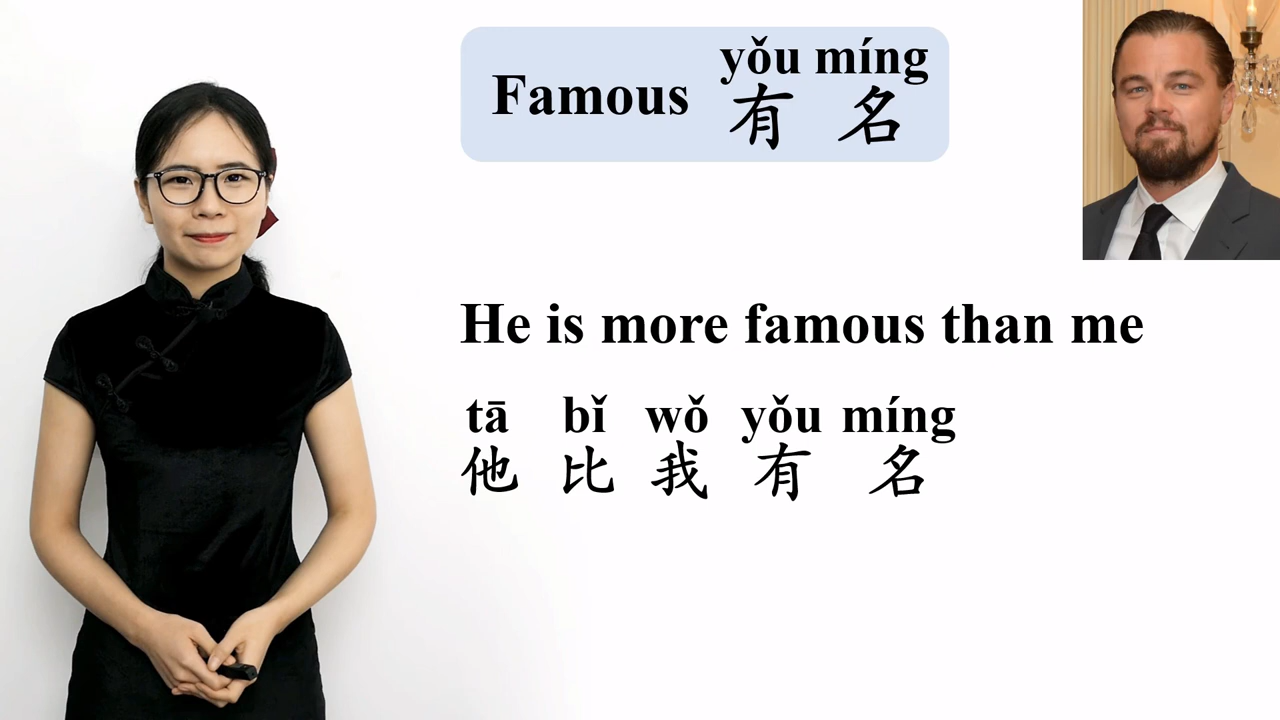 Famous
yǒu míng
有 名
He is more famous than me
tā bǐ wǒ yǒu míng
他 比 我 有 名